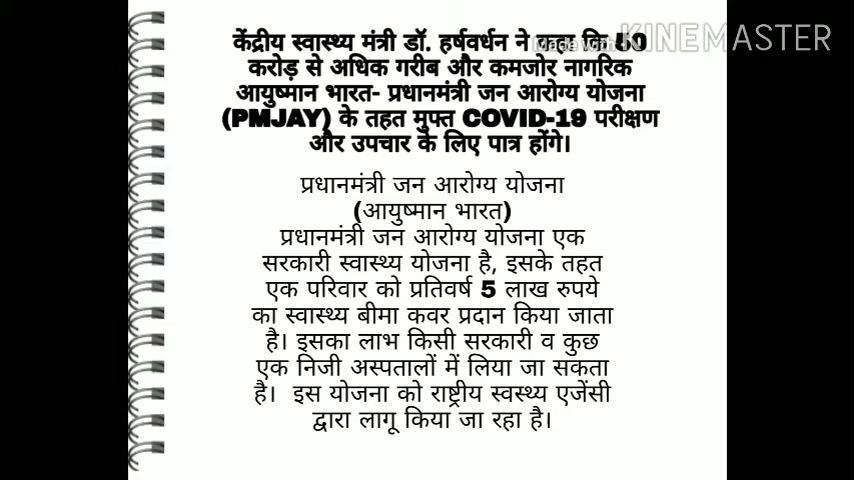 केंद्रीय स्वास्थ्य मंत्री डॉ. हर्षवर्धन ने कहा कि 50
Made with KINEMASTER
करोड़ से अधिक गरीब और कमजोर नागरिक
आयुष्मान भारत- प्रधानमंत्री जन आरोग्य योजना
(PMJAY) के तहत मुफ्त COVID-19 परीक्षण
और उपचार के लिए पात्र होंगे।
प्रधानमंत्री जन आरोग्य योजना
(आयुष्मान भारत)
प्रधानमंत्री जन आरोग्य योजना एक
सरकारी स्वास्थ्य योजना है, इसके तहत
एक परिवार को प्रतिवर्ष 5 लाख रुपये
का स्वास्थ्य बीमा कवर प्रदान किया जाता
है। इसका लाभ किसी सरकारी व कुछ
एक निजी अस्पतालों में लिया जा सकता
है। इस योजना को राष्ट्रीय स्वस्थ्य एजेंसी
द्वारा लागू किया जा रहा है।